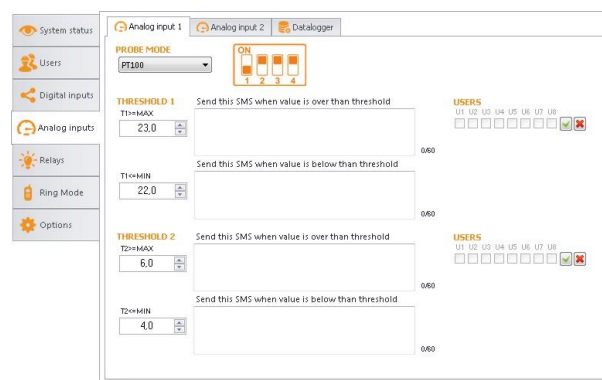 System status
Users
Digital inputs
Analog inputs
Relays
Ring Mode
Options
Analog input 1
Analog input 2
Datalogger
PROBE MODE
PT100
ON
1 2 3 4
THRESHOLD 1
Send this SMS when value is over than threshold
USERS
T1>=MAX
U1 U2 U3 U4 U5 U6 U7 U8
23,0
0/60
Send this SMS when value is below than threshold
T1<=MIN
22,0
0/60
THRESHOLD 2
Send this SMS when value is over than threshold
USERS
T2>=MAX
U1 U2 U3 U4 U5 U6 U7 U8
6,0
0/60
Send this SMS when value is below than threshold
T2<=MIN
4,0
0/60